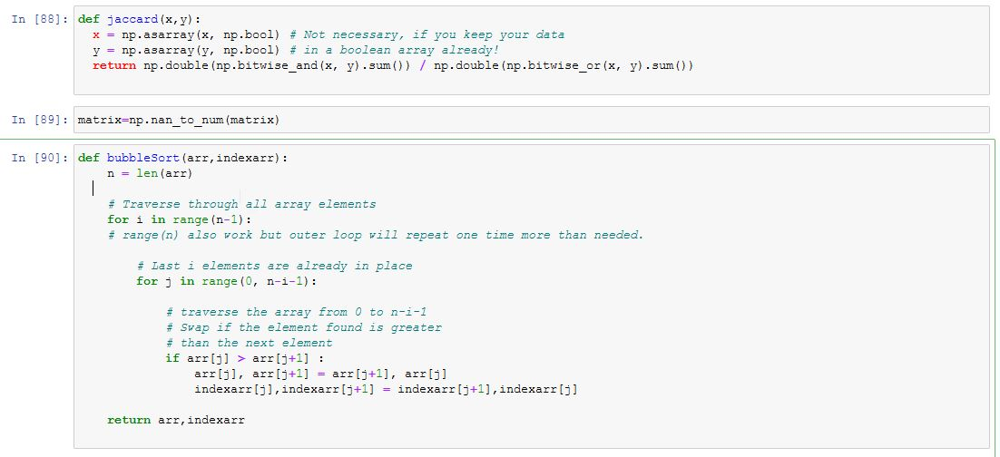 In [88]: def jaccard(x,y):
  x = np.asarray(x, np.bool) # Not necessary, if you keep your data
  y = np.asarray(y, np.bool) # in a boolean array already!
  return np.double(np.bitwise_and(x, y).sum()) / np.double(np.bitwise_or(x, y).sum())
In [89]: matrix=np.nan_to_num(matrix)
In [90]: def bubbleSort(arr,indexarr):
    n = len(arr)
    # Traverse through all array elements
    for i in range(n-1):
    # range(n) also work but outer loop will repeat one time more than needed.
        # Last i elements are already in place
        for j in range(0, n-i-1):
            # traverse the array from 0 to n-i-1
            # Swap if the element found is greater
            # than the next element
            if arr[j] > arr[j+1] :
                arr[j], arr[j+1] = arr[j+1], arr[j]
                indexarr[j],indexarr[j+1] = indexarr[j+1],indexarr[j]
    return arr,indexarr